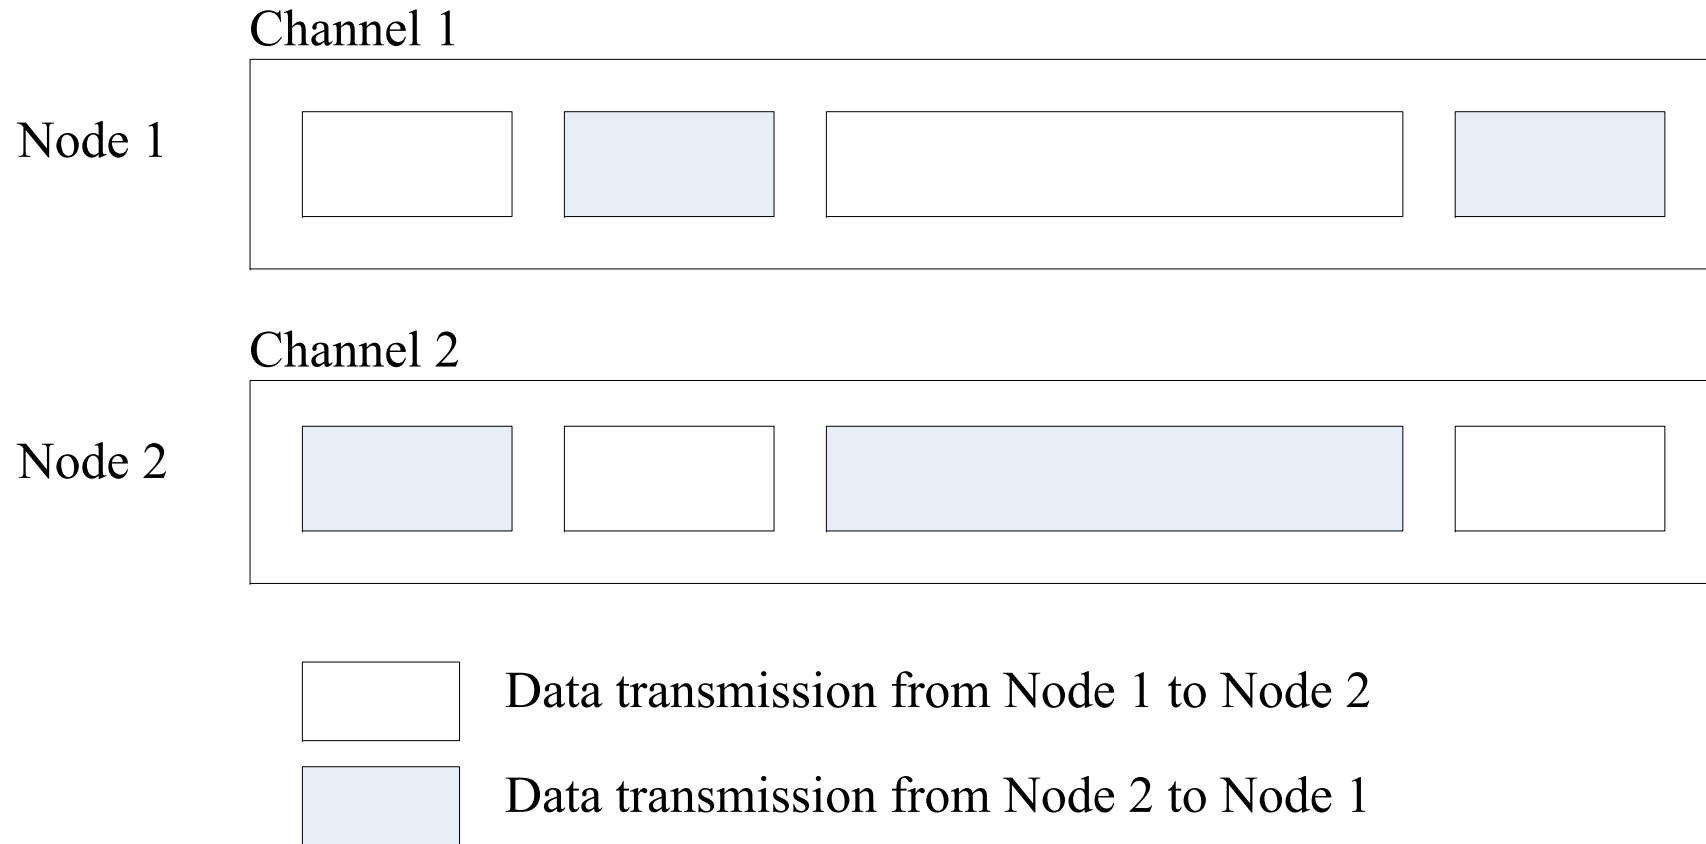 Channel 1
Node 1
Channel 2
Node 2
Data transmission from Node 1 to Node 2
Data transmission from Node 2 to Node 1